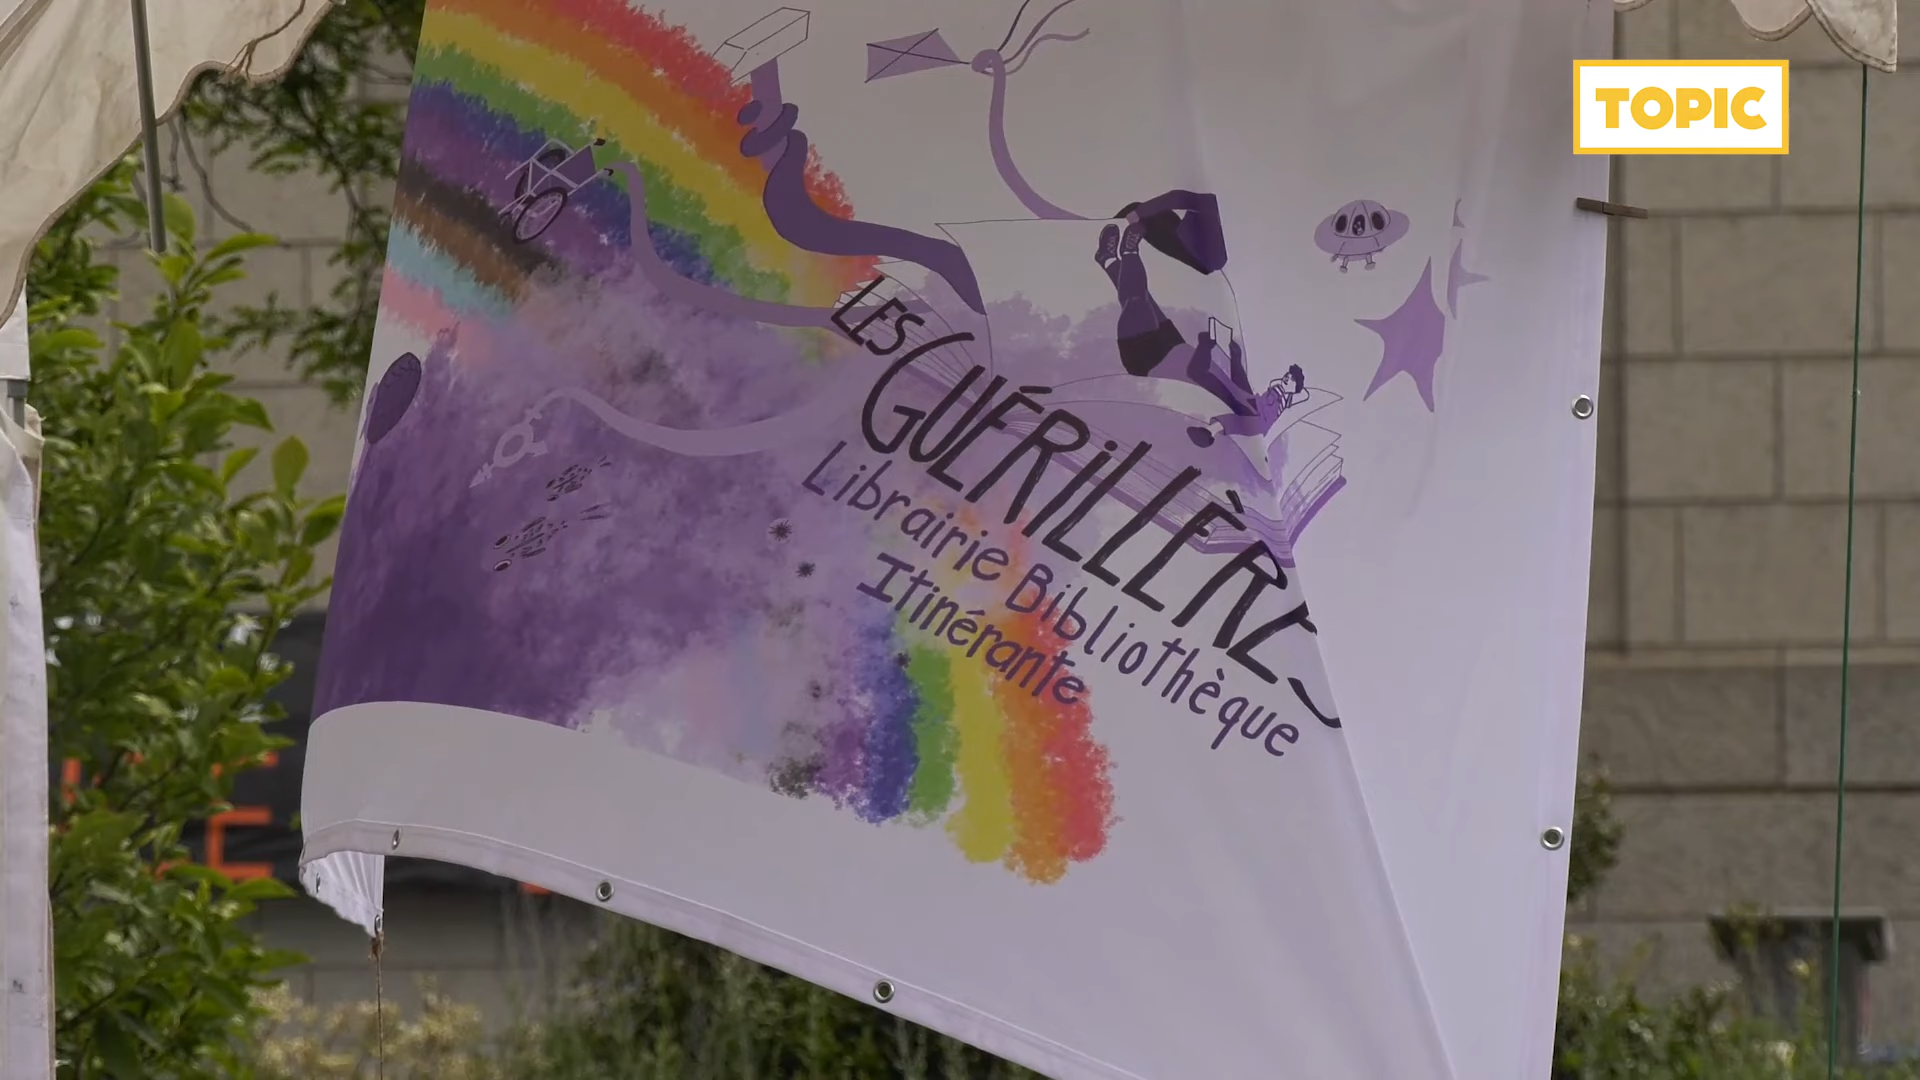 TOPIC
LES
GUÉRILLÈRES
Librairie Bibliothèque
Itinérante